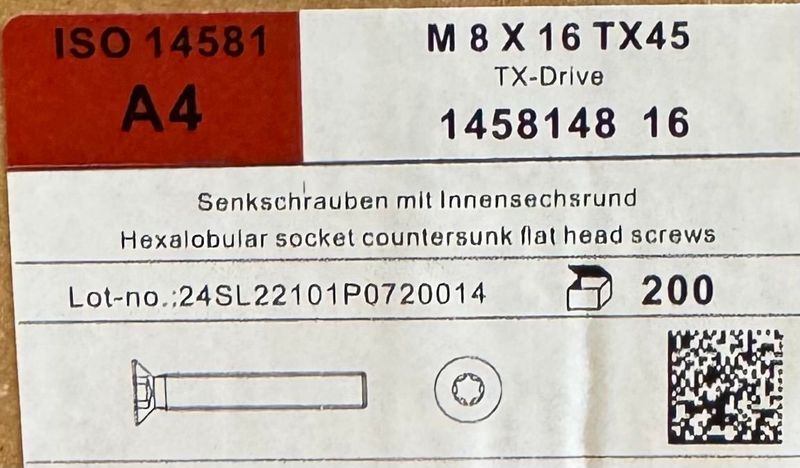 ISO 14581
A4
M 8 X 16 TX45
TX-Drive
1458148 16
Senkschrauben mit Innensechsrund
Hexalobular socket countersunk flat head screws
Lot-no.:24SL22101P0720014
200